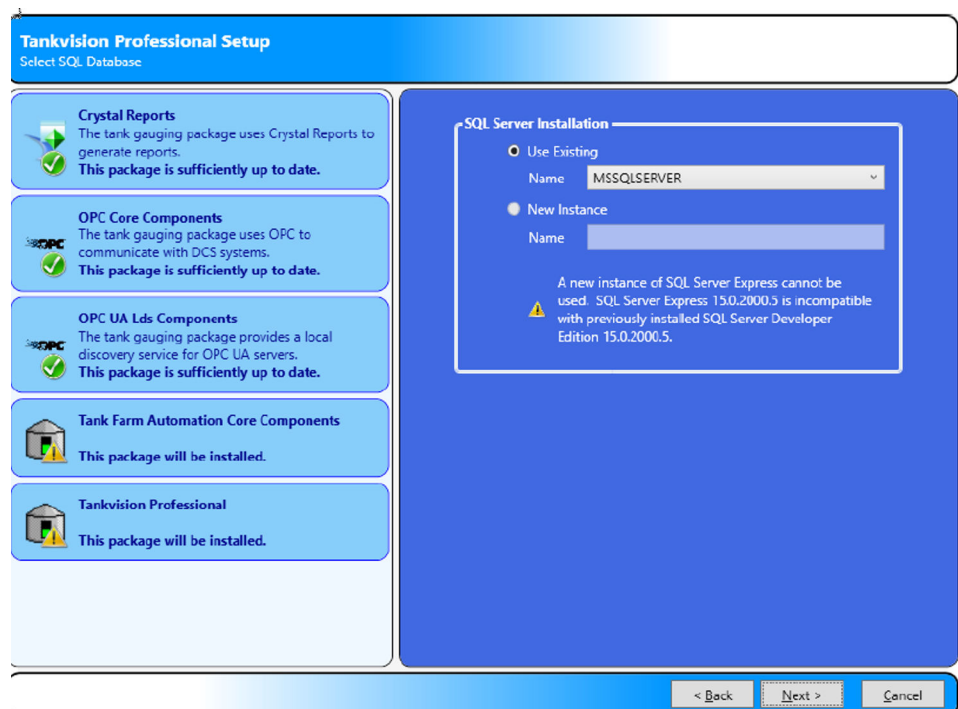 Tankvision Professional Setup
Select SQL Database
Crystal Reports
The tank gauging package uses Crystal Reports to
generate reports.
This package is sufficiently up to date.
OPC Core Components
The tank gauging package uses OPC to
communicate with DCS systems.
This package is sufficiently up to date.
OPC
OPC UA Lds Components
The tank gauging package provides a local
discovery service for OPC UA servers.
This package is sufficiently up to date.
OPC
Tank Farm Automation Core Components
This package will be installed.
Tankvision Professional
This package will be installed.
SQL Server Installation
Use Existing
Name MSSQLSERVER
New Instance
Name
A new instance of SQL Server Express cannot be
used. SQL Server Express 15.0.2000.5 is incompatible
with previously installed SQL Server Developer
Edition 15.0.2000.5.
< Back Next > Cancel